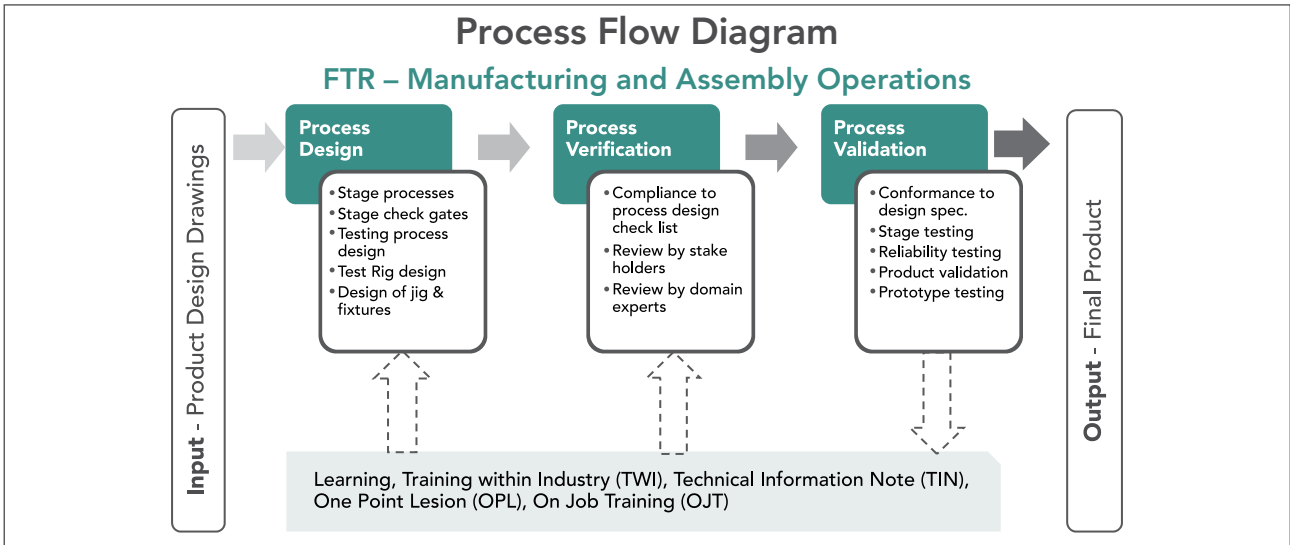 Process Flow Diagram
FTR – Manufacturing and Assembly Operations
Input - Product Design Drawings
Process
Design
• Stage processes
• Stage check gates
• Testing process
design
• Test Rig design
• Design of jig &
fixtures
Process
Verification
• Compliance to
process design
check list
• Review by stake
holders
• Review by domain
experts
Process
Validation
• Conformance to
design spec.
• Stage testing
• Reliability testing
• Product validation
• Prototype testing
Output - Final Product
Learning, Training within Industry (TWI), Technical Information Note (TIN),
One Point Lesion (OPL), On Job Training (OJT)